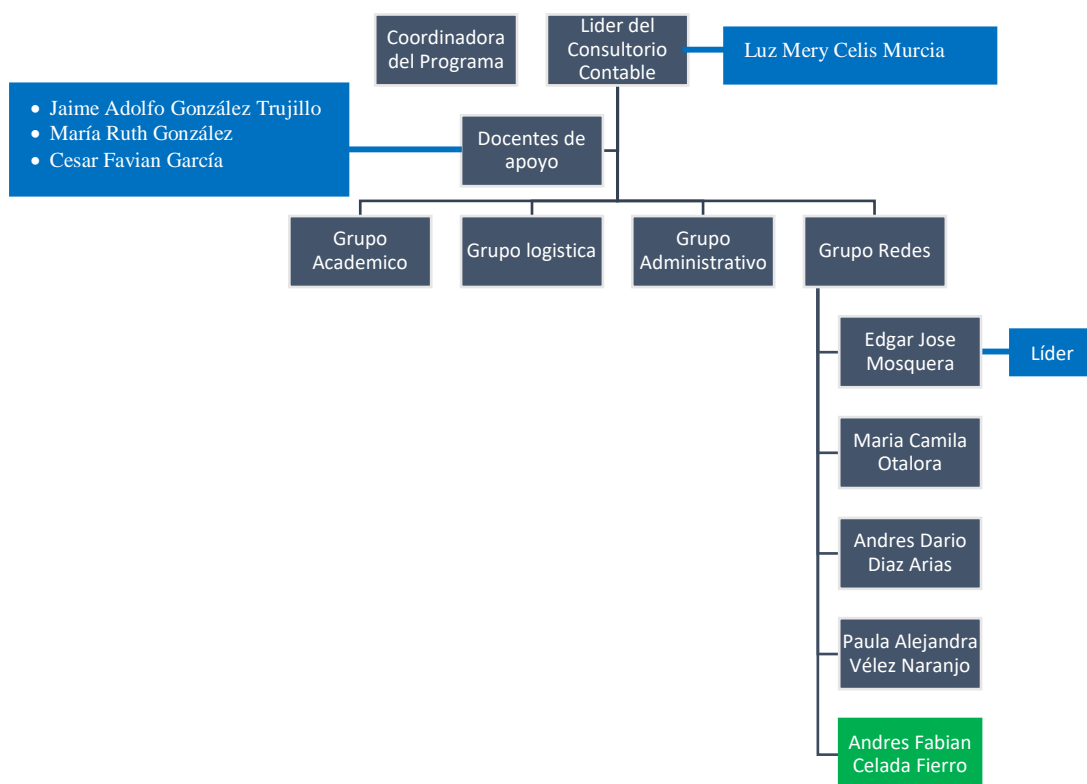 Coordinadora
del Programa
Lider del
Consultorio
Contable
Luz Mery Celis Murcia
• Jaime Adolfo González Trujillo
• María Ruth González
• Cesar Favian García
Docentes de
apoyo
Grupo
Academico
Grupo logistica
Grupo
Administrativo
Grupo Redes
Edgar Jose
Mosquera
Líder
Maria Camila
Otalora
Andres Dario
Diaz Arias
Paula Alejandra
Vélez Naranjo
Andres Fabian
Celada Fierro